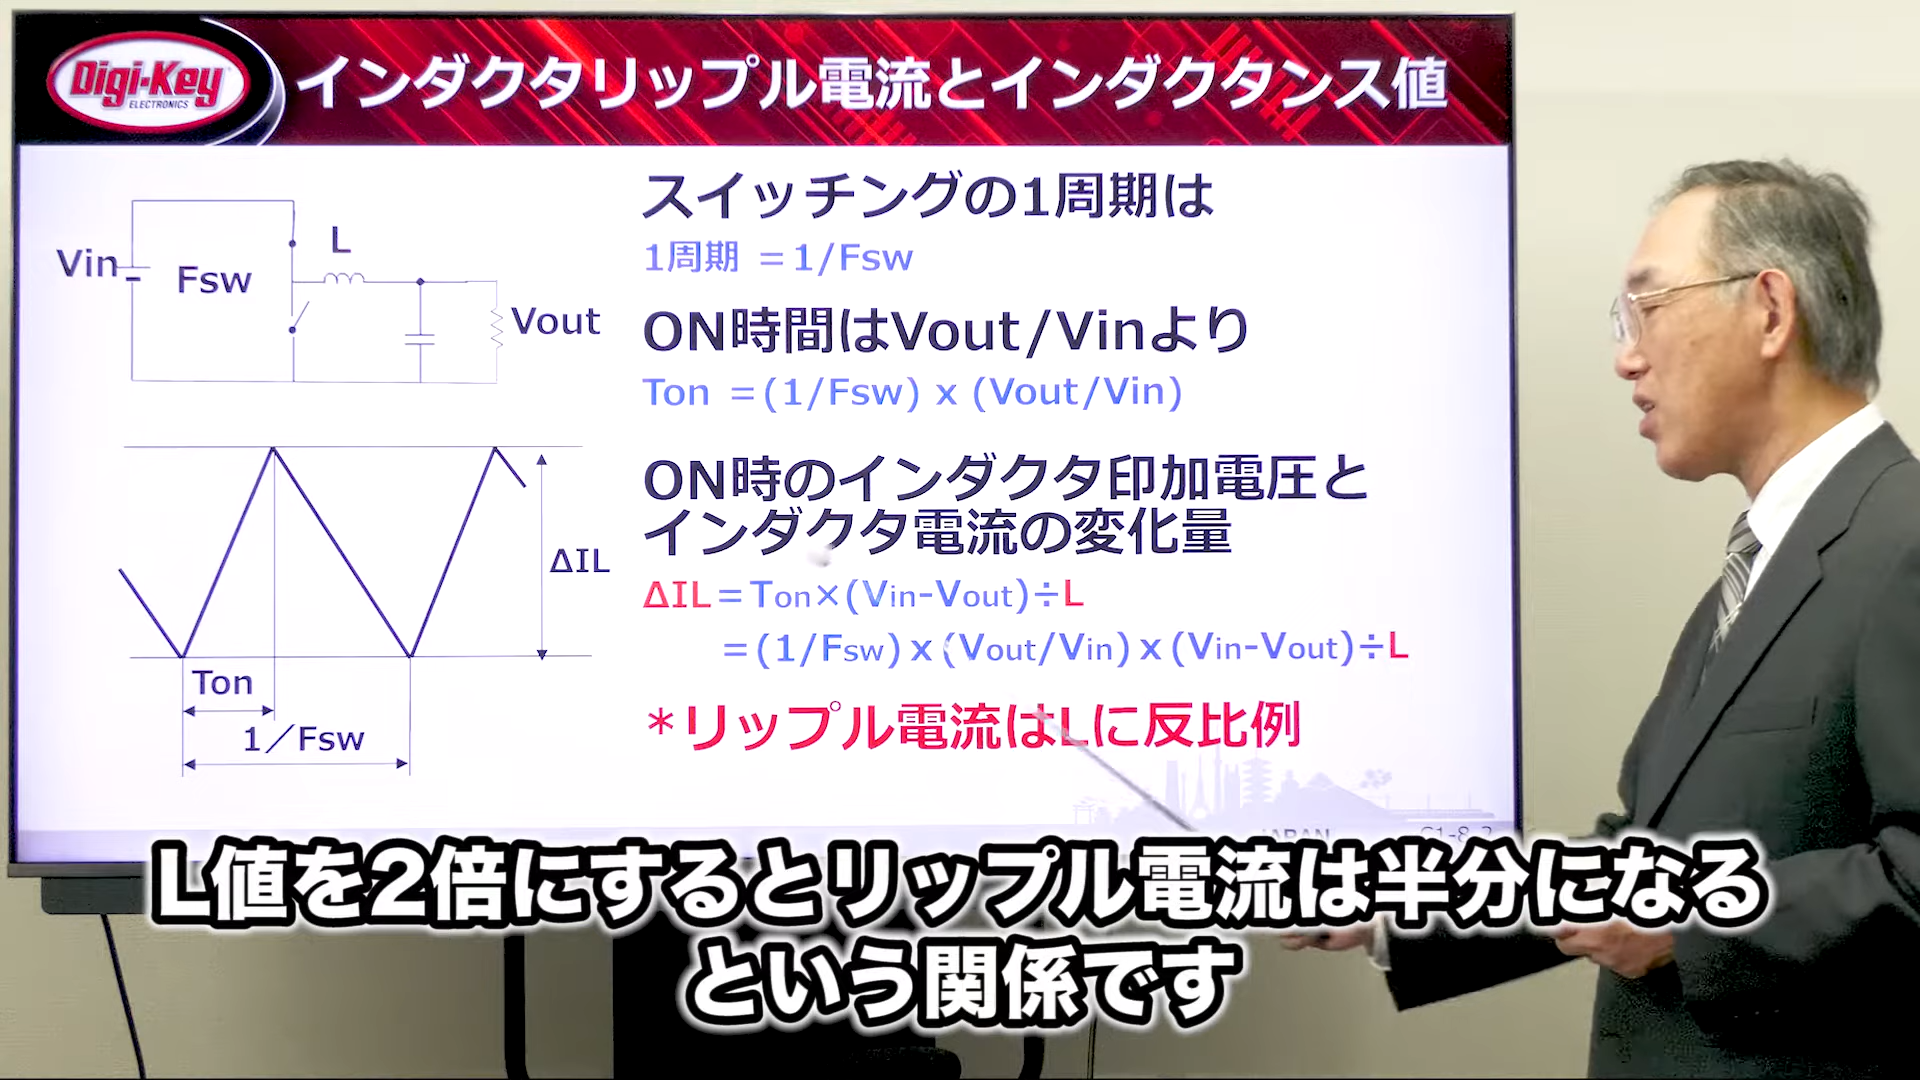 Digi-Key
ELECTRONICS
インダクタリップル電流とインダクタンス値
Vin
Fsw
L
Vout
スイッチングの1周期は
1周期 =1/Fsw
ON時間はVout/Vinより
Ton =(1/Fsw) x (Vout/Vin)
ON時のインダクタ印加電圧と
インダクタ電流の変化量
ΔIL=Ton×(Vin-Vout)÷L
=(1/Fsw)x(Vout/Vin)x(Vin-Vout)÷L
*リップル電流はLに反比例
ΔIL
Ton
1/Fsw
JAPAN
L値を2倍にするとリップル電流は半分になる
という関係です